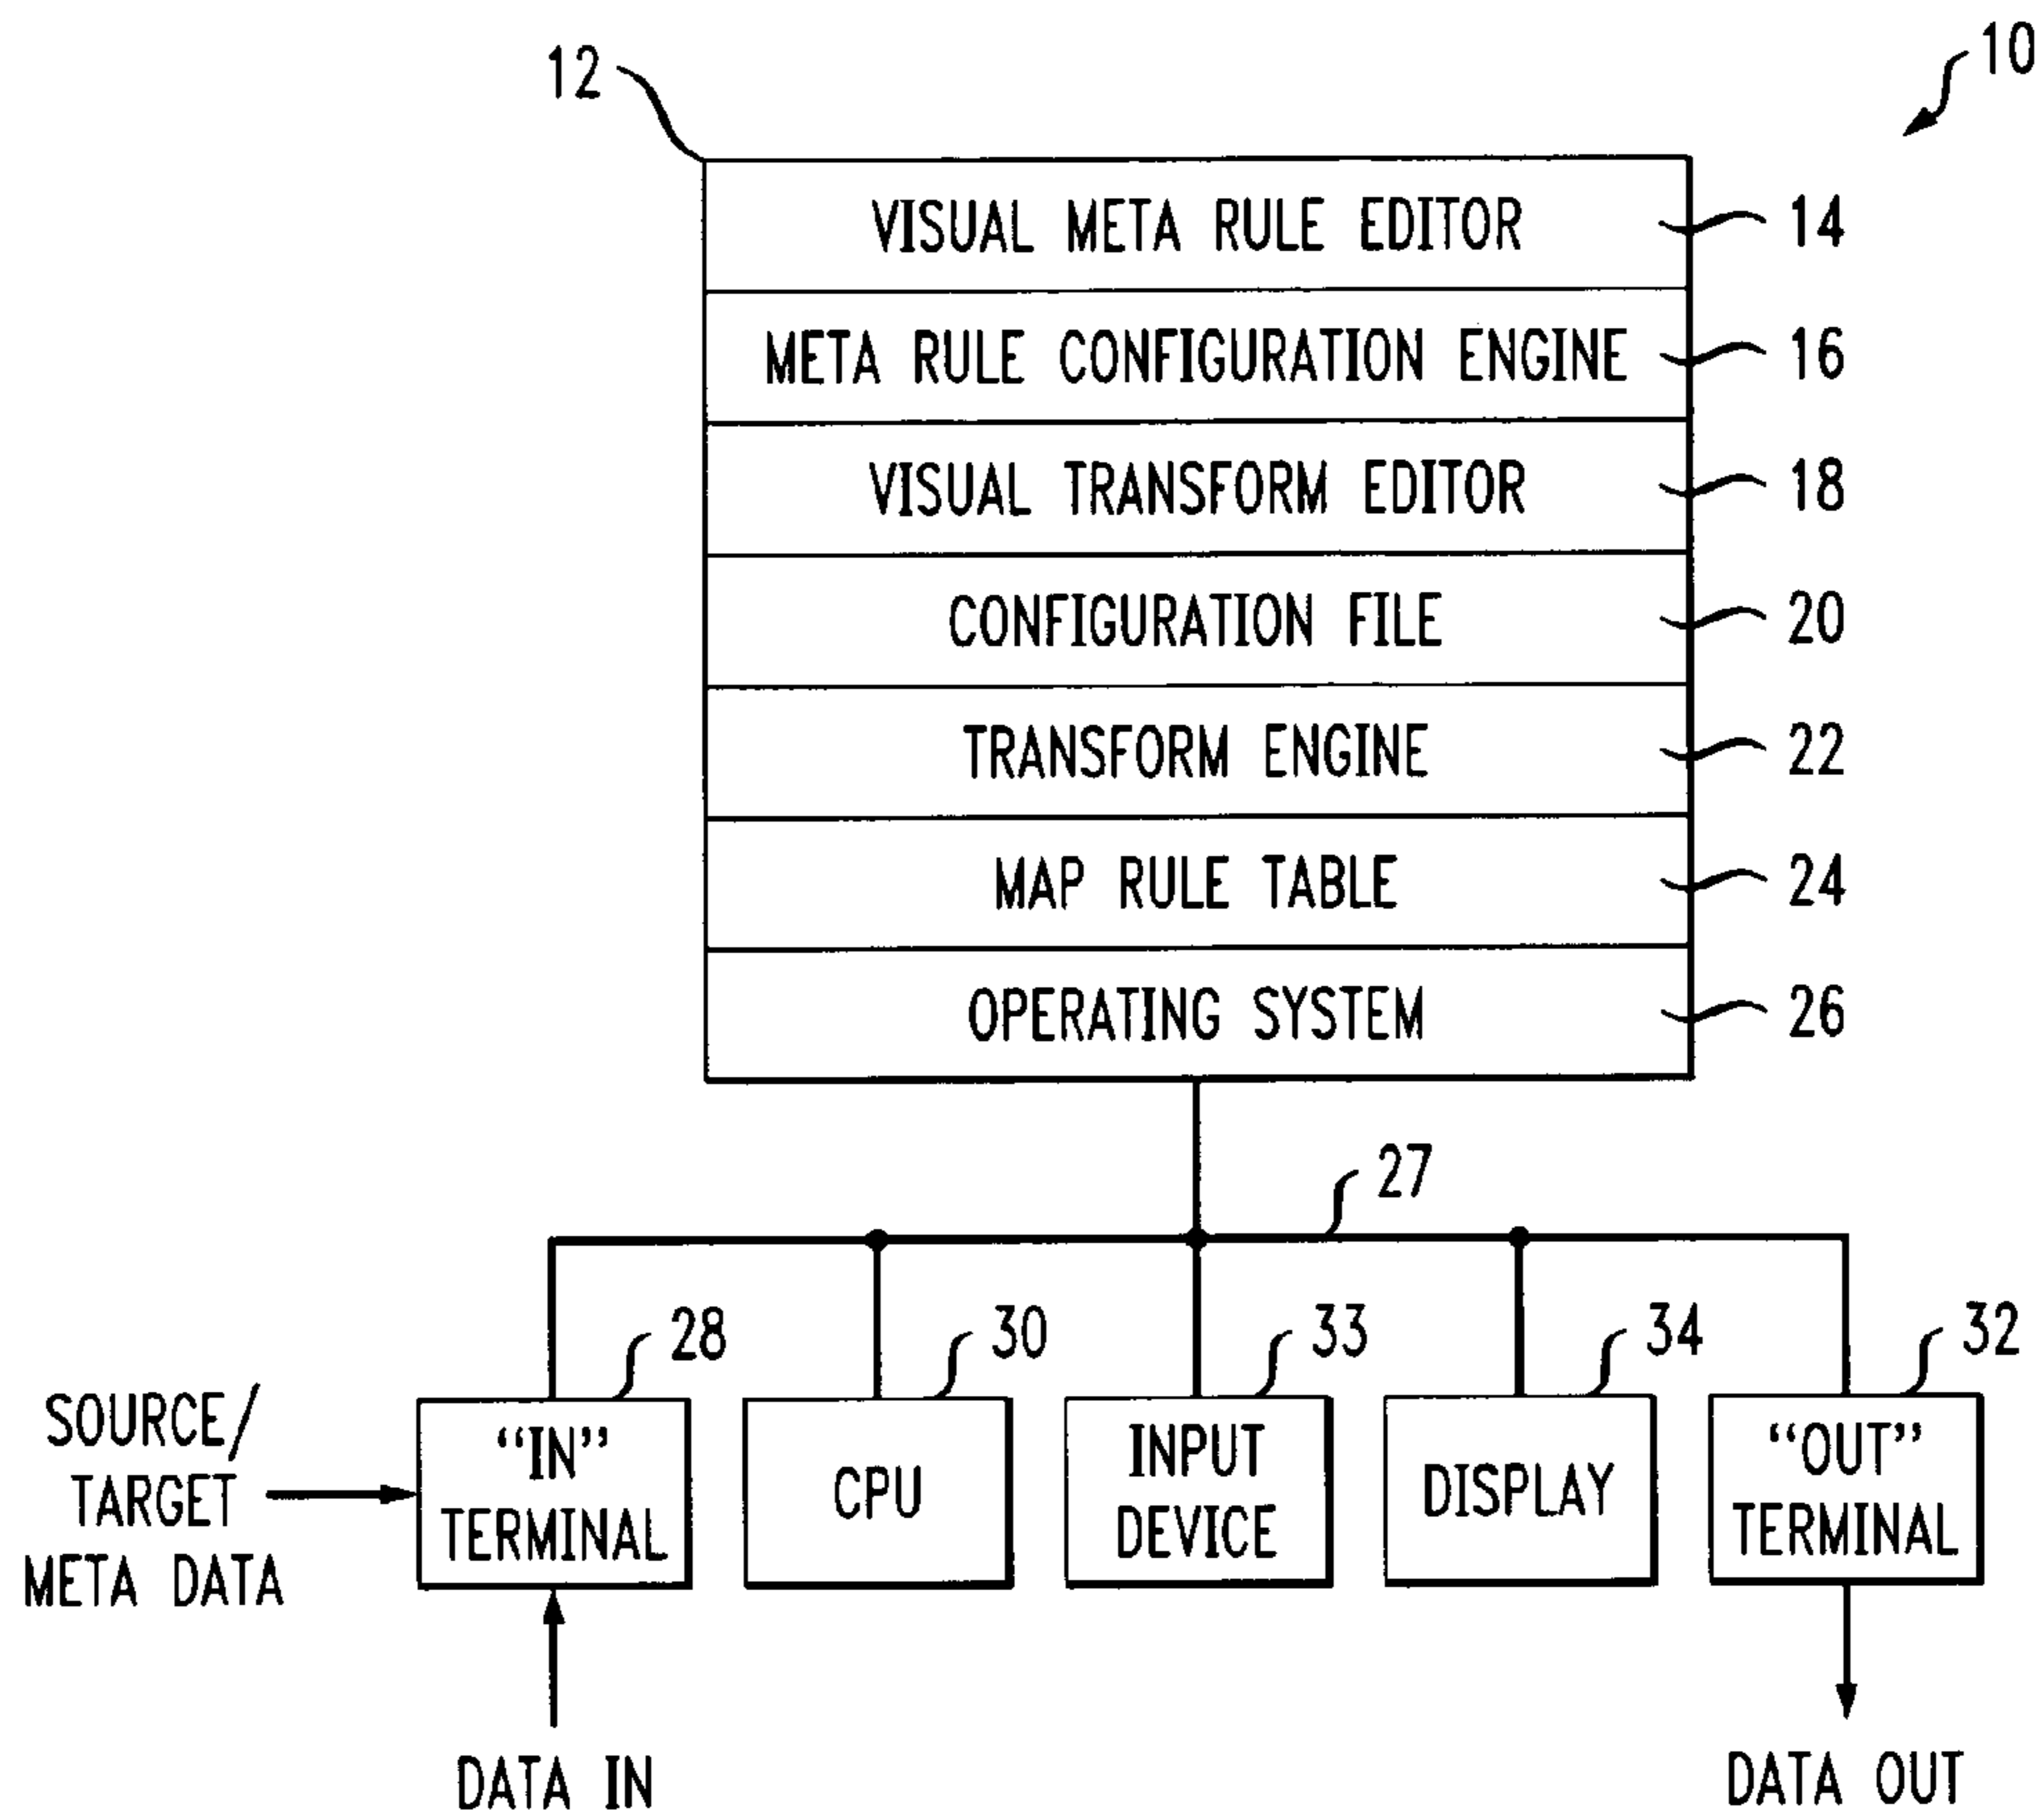 10
12
VISUAL META RULE EDITOR 14
META RULE CONFIGURATION ENGINE 16
VISUAL TRANSFORM EDITOR 18
CONFIGURATION FILE 20
TRANSFORM ENGINE 22
MAP RULE TABLE 24
OPERATING SYSTEM 26
27
28 30 33 34 32
SOURCE/
TARGET
META DATA
“IN”
TERMINAL
CPU
INPUT
DEVICE
DISPLAY
“OUT”
TERMINAL
DATA IN
DATA OUT